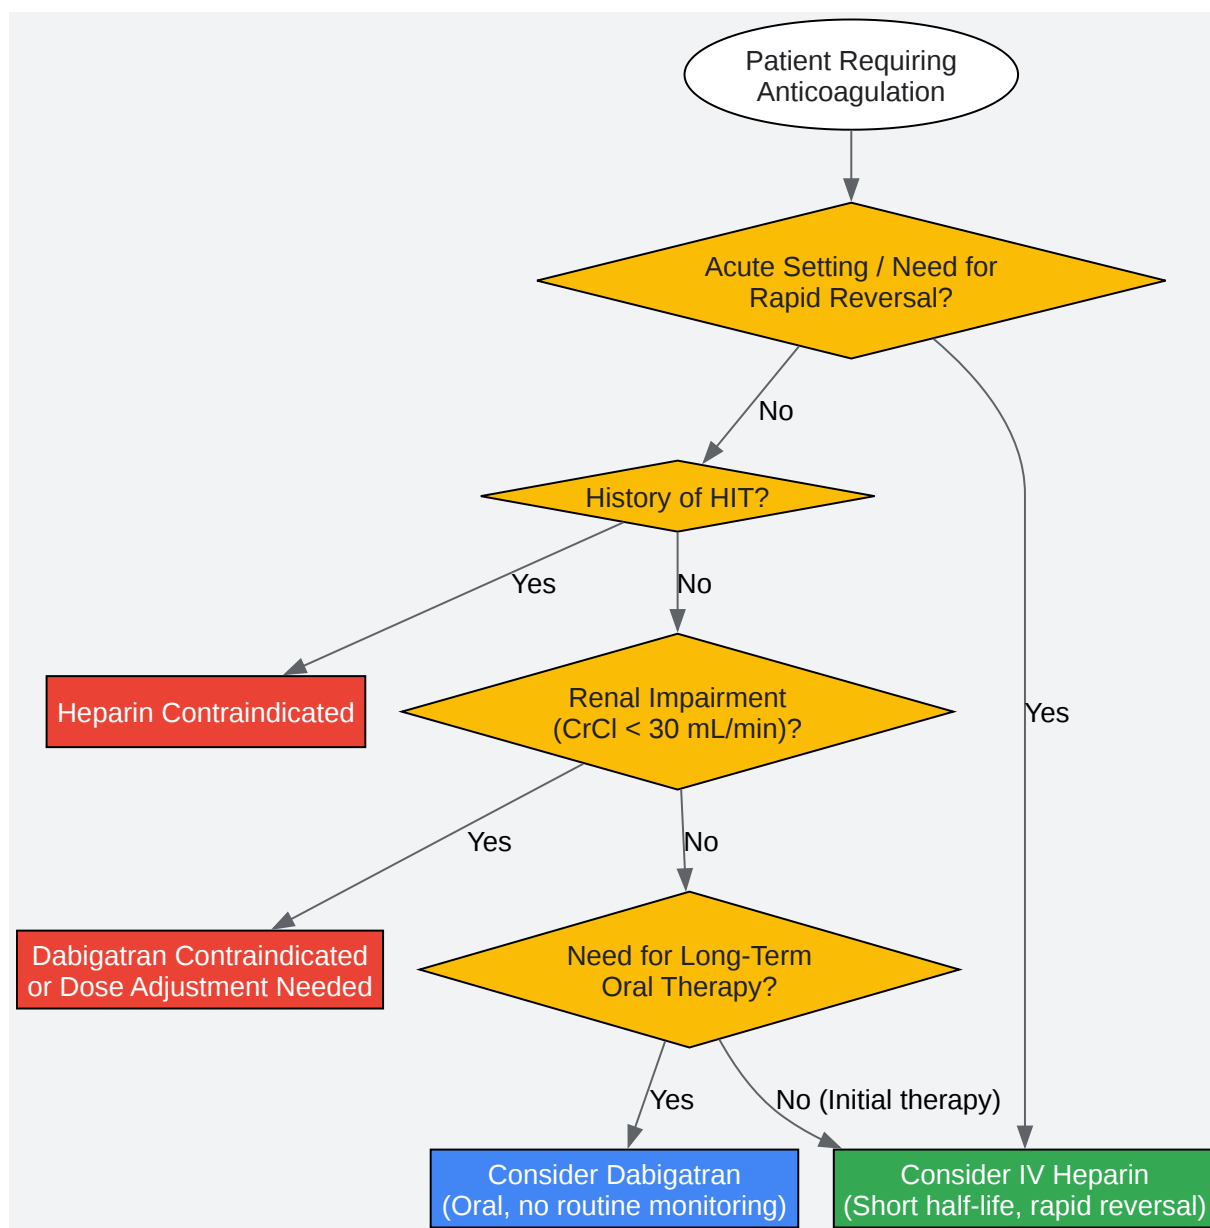 Patient Requiring
Anticoagulation
Acute Setting / Need for
Rapid Reversal?
No
History of HIT?
Yes
No
Heparin Contraindicated
Renal Impairment
(CrCl < 30 mL/min)?
Yes
Yes
No
Dabigatran Contraindicated
or Dose Adjustment Needed
Need for Long-Term
Oral Therapy?
Yes
No (Initial therapy)
Consider Dabigatran
(Oral, no routine monitoring)
Consider IV Heparin
(Short half-life, rapid reversal)